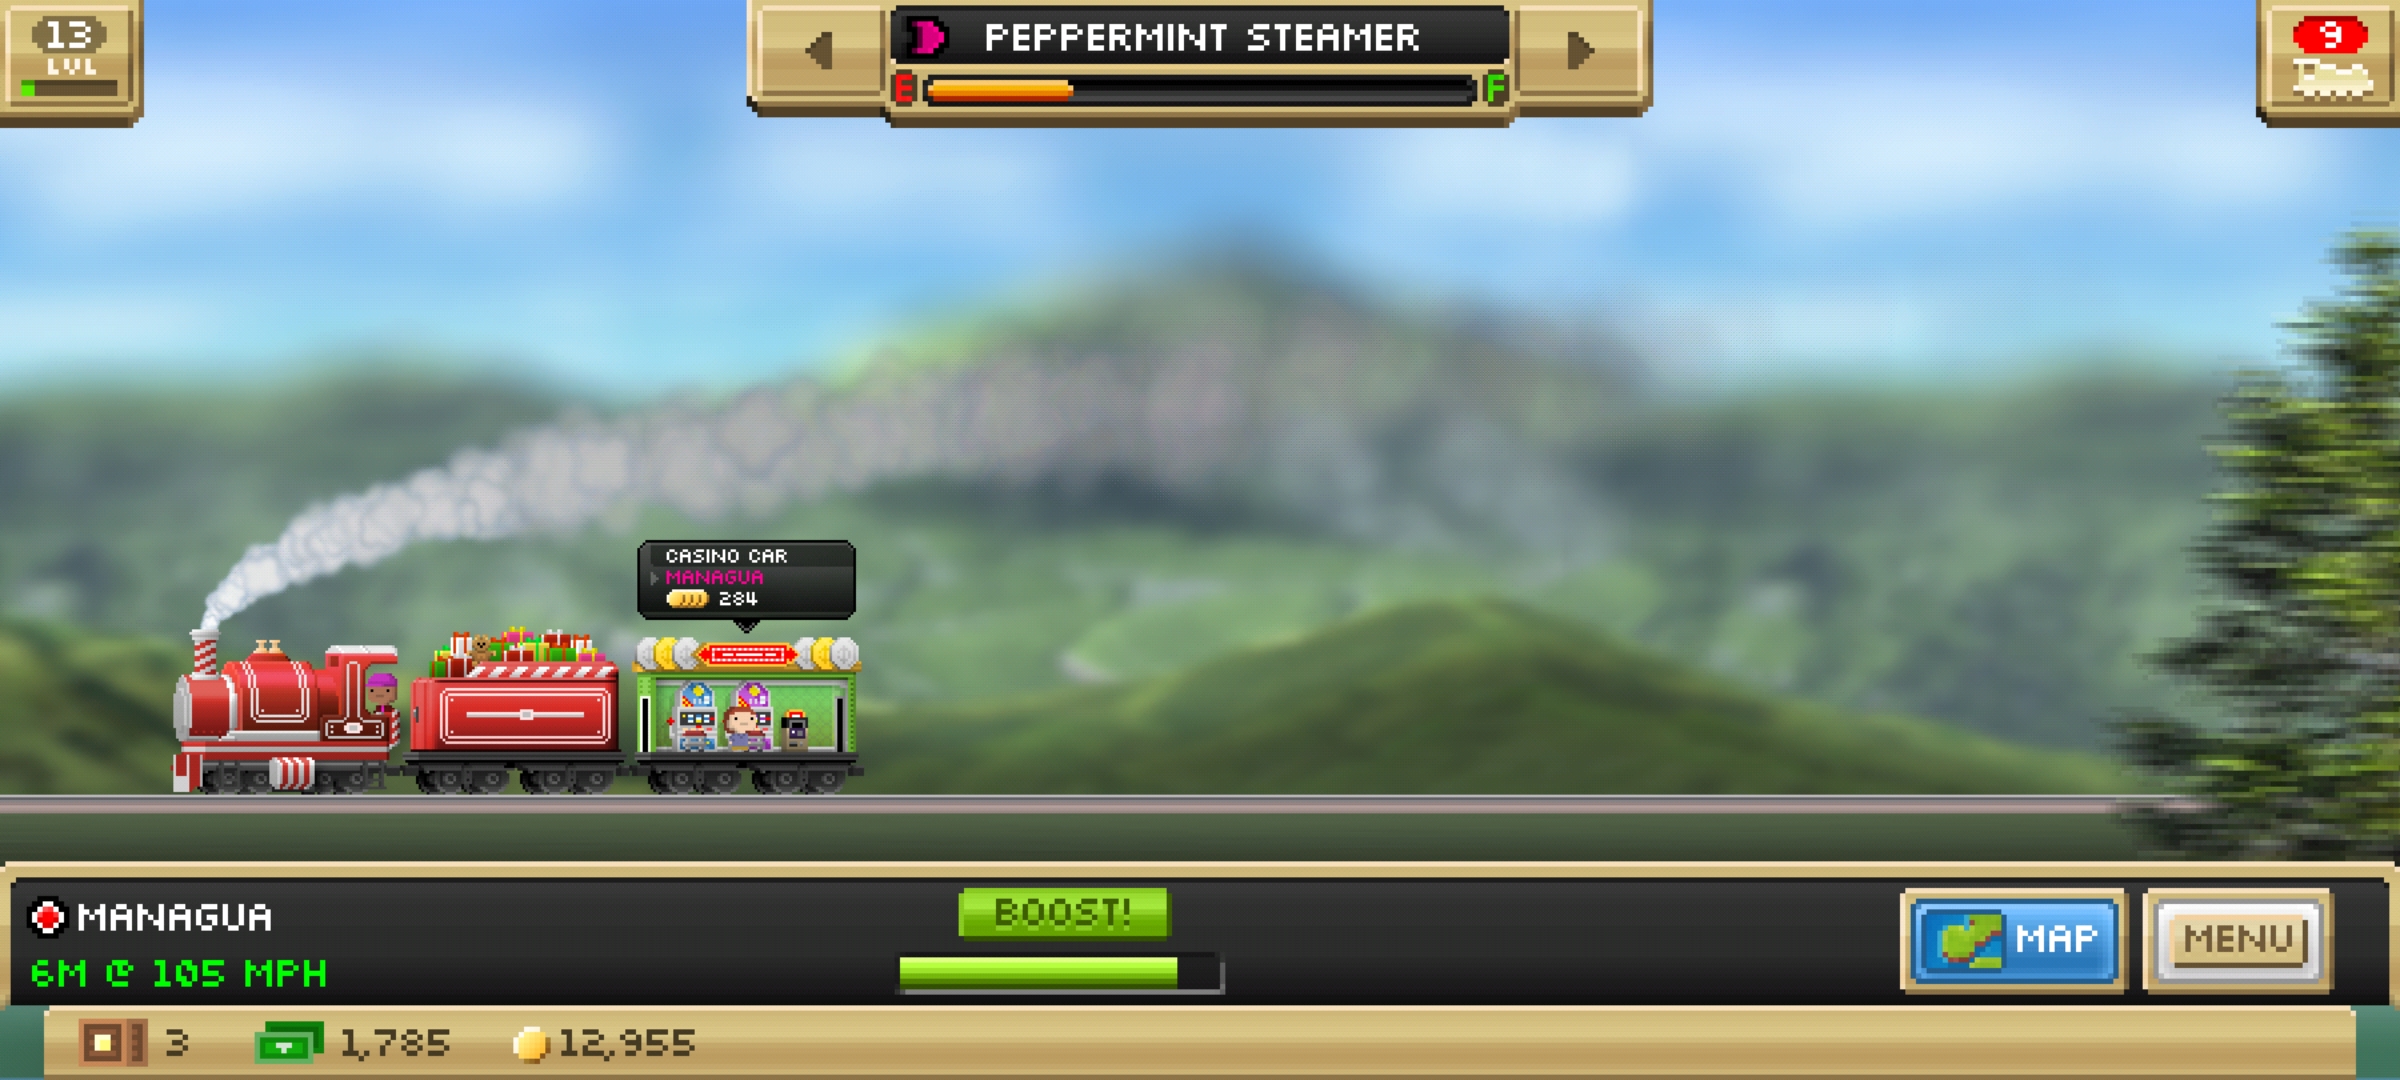 13
LVL
PEPPERMINT STEAMER
E F
9
CASINO CAR
MANAGUA
284
MANAGUA
6M @ 105 MPH
BOOST!
MAP
MENU
3
1,785
12,955